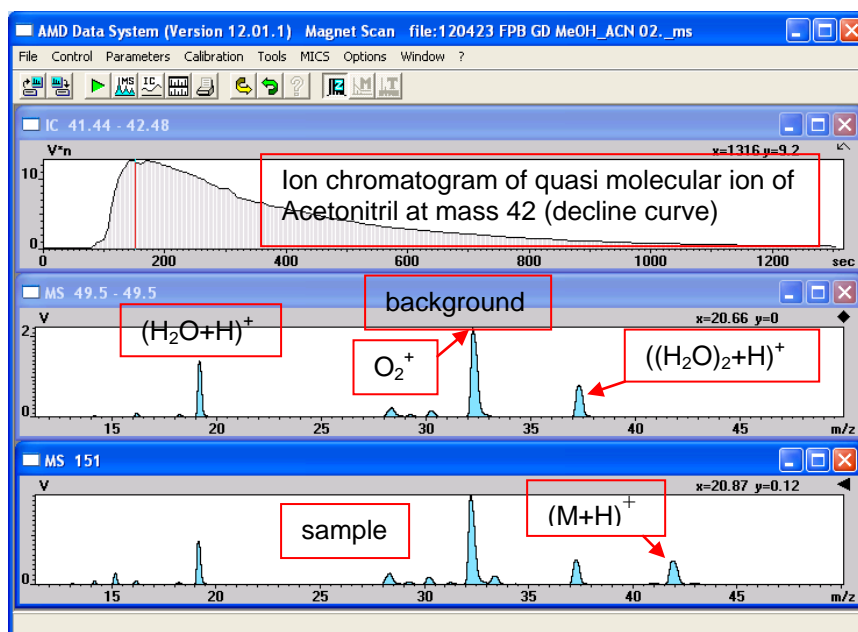 AMD Data System (Version 12.01.1) Magnet Scan file:120423 FPB GD MeOH_ACN 02._ms
File Control Parameters Calibration Tools MICS Options Window ?
MS IC
IC 41.44 - 42.48
V*n x=1316 y=9.2
Ion chromatogram of quasi molecular ion of
Acetonitril at mass 42 (decline curve)
10
0
0 200 400 600 800 1000 1200 sec
MS 49.5 - 49.5
background
V x=20.66 y=0
2
(H₂O+H)⁺
O₂⁺
((H₂O)₂+H)⁺
0
15 20 25 30 35 40 45 m/z
MS 151
V x=20.87 y=0.12
(M+H)⁺
sample
0
15 20 25 30 35 40 45 m/z